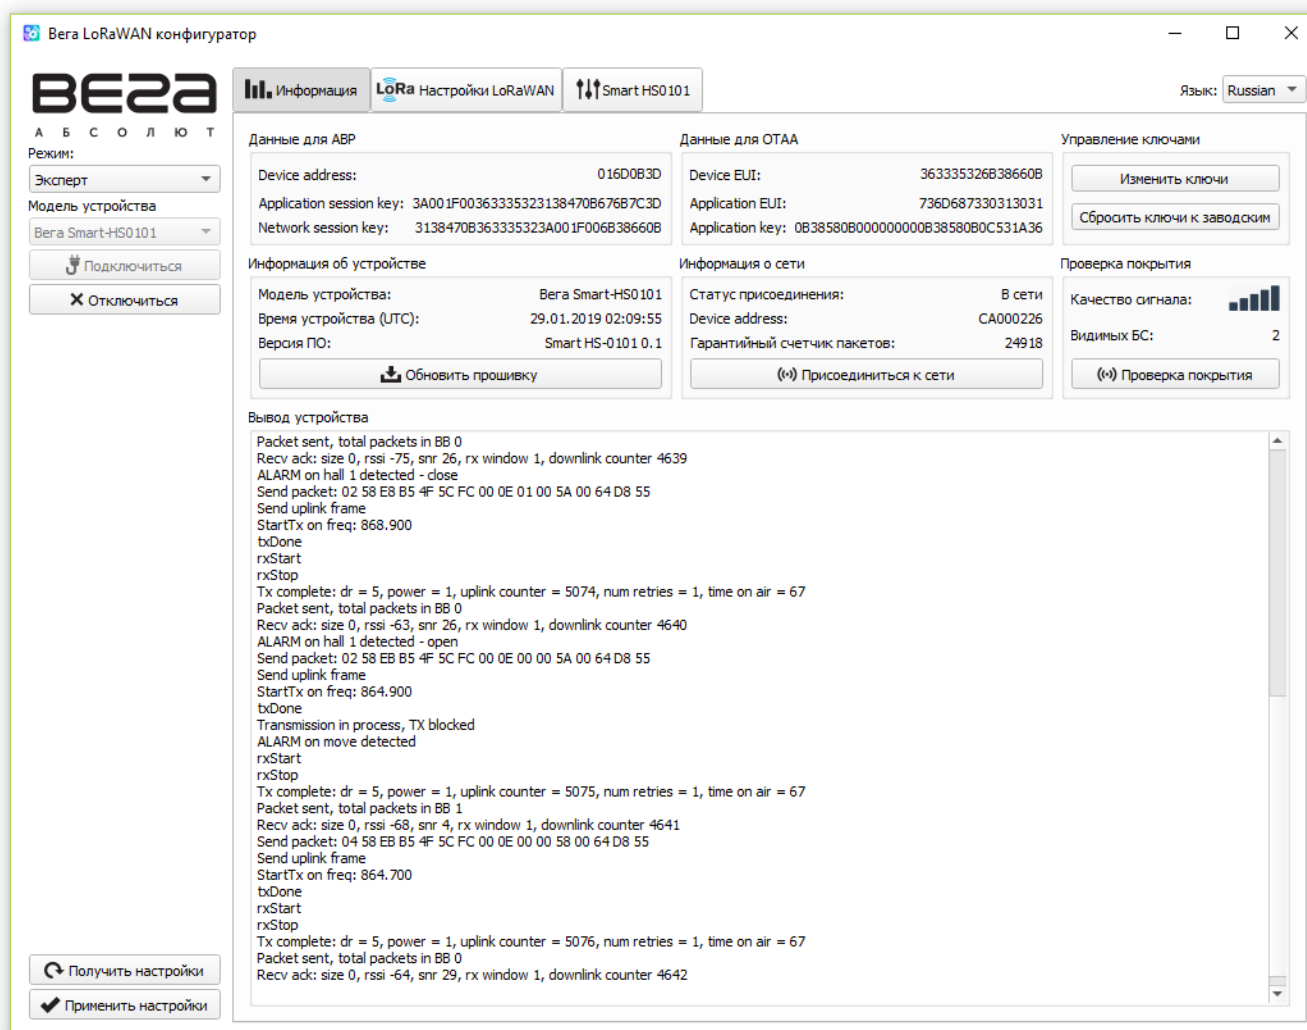 Вега LoRaWAN конфигуратор
ВЕГА
АБСОЛЮТ
Информация
LoRa Настройки LoRaWAN
Smart HS0101
Язык: Russian
Режим:
Эксперт
Модель устройства
Вега Smart-HS0101
Подключиться
Отключиться
Данные для ABP
Device address: 016D0B3D
Application session key: 3A001F00363335323138470B676B7C3D
Network session key: 3138470B363335323A001F006B38660B
Данные для OTAA
Device EUI: 363335326B38660B
Application EUI: 736D687330313031
Application key: 0B38580B000000000B38580B0C531A36
Управление ключами
Изменить ключи
Сбросить ключи к заводским
Информация об устройстве
Модель устройства: Вега Smart-HS0101
Время устройства (UTC): 29.01.2019 02:09:55
Версия ПО: Smart HS-0101 0.1
Обновить прошивку
Информация о сети
Статус присоединения: В сети
Device address: CA000226
Гарантийный счетчик пакетов: 24918
Присоединиться к сети
Проверка покрытия
Качество сигнала:
Видимых БС: 2
Проверка покрытия
Вывод устройства
Packet sent, total packets in BB 0
Recv ack: size 0, rssi -75, snr 26, rx window 1, downlink counter 4639
ALARM on hall 1 detected - close
Send packet: 02 58 E8 B5 4F 5C FC 00 0E 01 00 5A 00 64 D8 55
Send uplink frame
StartTx on freq: 868.900
txDone
rxStart
rxStop
Tx complete: dr = 5, power = 1, uplink counter = 5074, num retries = 1, time on air = 67
Packet sent, total packets in BB 0
Recv ack: size 0, rssi -63, snr 26, rx window 1, downlink counter 4640
ALARM on hall 1 detected - open
Send packet: 02 58 EB B5 4F 5C FC 00 0E 00 00 5A 00 64 D8 55
Send uplink frame
StartTx on freq: 864.900
txDone
Transmission in process, TX blocked
ALARM on move detected
rxStart
rxStop
Tx complete: dr = 5, power = 1, uplink counter = 5075, num retries = 1, time on air = 67
Packet sent, total packets in BB 1
Recv ack: size 0, rssi -68, snr 4, rx window 1, downlink counter 4641
Send packet: 04 58 EB B5 4F 5C FC 00 0E 00 00 58 00 64 D8 55
Send uplink frame
StartTx on freq: 864.700
txDone
rxStart
rxStop
Tx complete: dr = 5, power = 1, uplink counter = 5076, num retries = 1, time on air = 67
Packet sent, total packets in BB 0
Recv ack: size 0, rssi -64, snr 29, rx window 1, downlink counter 4642
Получить настройки
Применить настройки